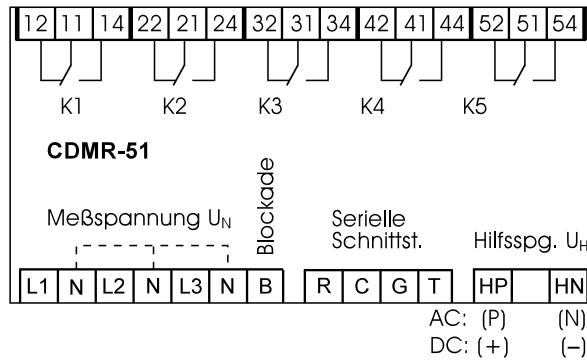 12 11 14 22 21 24 32 31 34 42 41 44 52 51 54
K1 K2 K3 K4 K5
CDMR-51
Blockade
Meßspannung UN
Serielle
Schnittst.
Hilfsspg. UH
L1 N L2 N L3 N B R C G T HP HN
AC: (P) (N)
DC: (+) (−)